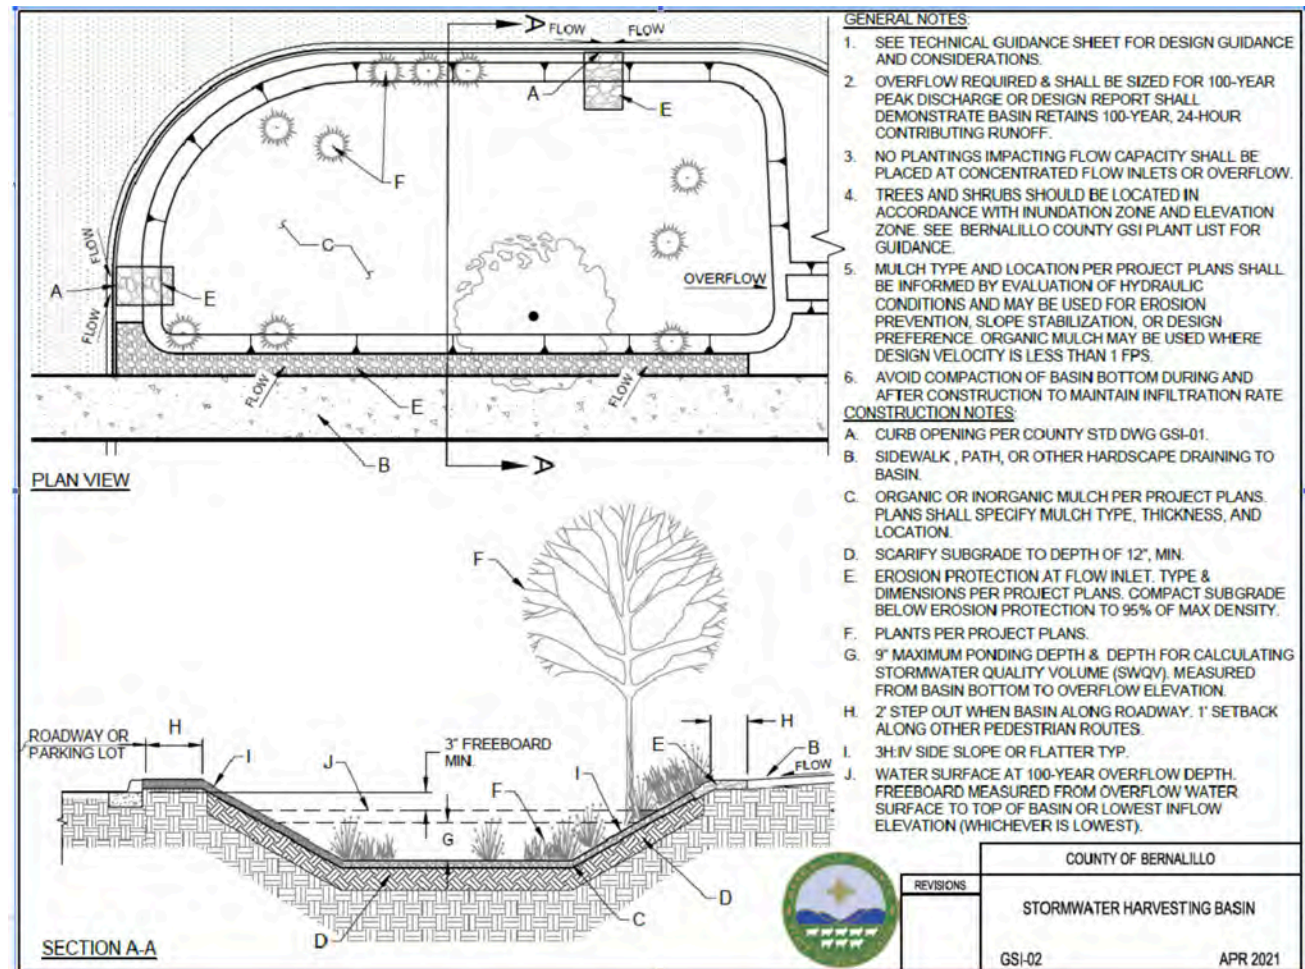 A
FLOW
FLOW
A
E
F
FLOW
C
A
E
FLOW
OVERFLOW
FLOW
FLOW
E
B
A
PLAN VIEW
F
ROADWAY OR
PARKING LOT
H
I
J
3" FREEBOARD
MIN.
I
E
H
B
FLOW
F
G
D
D
C
SECTION A-A
GENERAL NOTES:
1. SEE TECHNICAL GUIDANCE SHEET FOR DESIGN GUIDANCE
AND CONSIDERATIONS.
2. OVERFLOW REQUIRED & SHALL BE SIZED FOR 100-YEAR
PEAK DISCHARGE OR DESIGN REPORT SHALL
DEMONSTRATE BASIN RETAINS 100-YEAR, 24-HOUR
CONTRIBUTING RUNOFF.
3. NO PLANTINGS IMPACTING FLOW CAPACITY SHALL BE
PLACED AT CONCENTRATED FLOW INLETS OR OVERFLOW.
4. TREES AND SHRUBS SHOULD BE LOCATED IN
ACCORDANCE WITH INUNDATION ZONE AND ELEVATION
ZONE. SEE BERNALILLO COUNTY GSI PLANT LIST FOR
GUIDANCE.
5. MULCH TYPE AND LOCATION PER PROJECT PLANS SHALL
BE INFORMED BY EVALUATION OF HYDRAULIC
CONDITIONS AND MAY BE USED FOR EROSION
PREVENTION, SLOPE STABILIZATION, OR DESIGN
PREFERENCE. ORGANIC MULCH MAY BE USED WHERE
DESIGN VELOCITY IS LESS THAN 1 FPS.
6. AVOID COMPACTION OF BASIN BOTTOM DURING AND
AFTER CONSTRUCTION TO MAINTAIN INFILTRATION RATE
CONSTRUCTION NOTES:
A. CURB OPENING PER COUNTY STD DWG GSI-01.
B. SIDEWALK , PATH, OR OTHER HARDSCAPE DRAINING TO
BASIN.
C. ORGANIC OR INORGANIC MULCH PER PROJECT PLANS.
PLANS SHALL SPECIFY MULCH TYPE, THICKNESS, AND
LOCATION.
D. SCARIFY SUBGRADE TO DEPTH OF 12", MIN.
E. EROSION PROTECTION AT FLOW INLET. TYPE &
DIMENSIONS PER PROJECT PLANS. COMPACT SUBGRADE
BELOW EROSION PROTECTION TO 95% OF MAX DENSITY.
F. PLANTS PER PROJECT PLANS.
G. 9" MAXIMUM PONDING DEPTH & DEPTH FOR CALCULATING
STORMWATER QUALITY VOLUME (SWQV). MEASURED
FROM BASIN BOTTOM TO OVERFLOW ELEVATION.
H. 2' STEP OUT WHEN BASIN ALONG ROADWAY. 1' SETBACK
ALONG OTHER PEDESTRIAN ROUTES.
I. 3H:IV SIDE SLOPE OR FLATTER TYP.
J. WATER SURFACE AT 100-YEAR OVERFLOW DEPTH.
FREEBOARD MEASURED FROM OVERFLOW WATER
SURFACE TO TOP OF BASIN OR LOWEST INFLOW
ELEVATION (WHICHEVER IS LOWEST).
REVISIONS
COUNTY OF BERNALILLO
STORMWATER HARVESTING BASIN
GSI-02 APR 2021